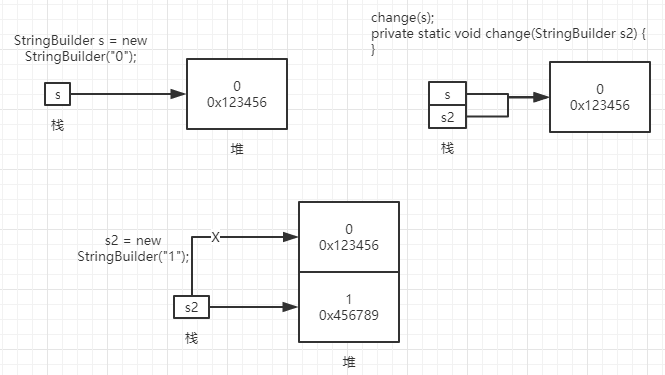 StringBuilder s = new
StringBuilder("0");
s
栈
0
0x123456
堆
change(s);
private static void change(StringBuilder s2) {
}
s
s2
栈
0
0x123456
s2 = new
StringBuilder("1");
X
s2
栈
0
0x123456
1
0x456789
堆